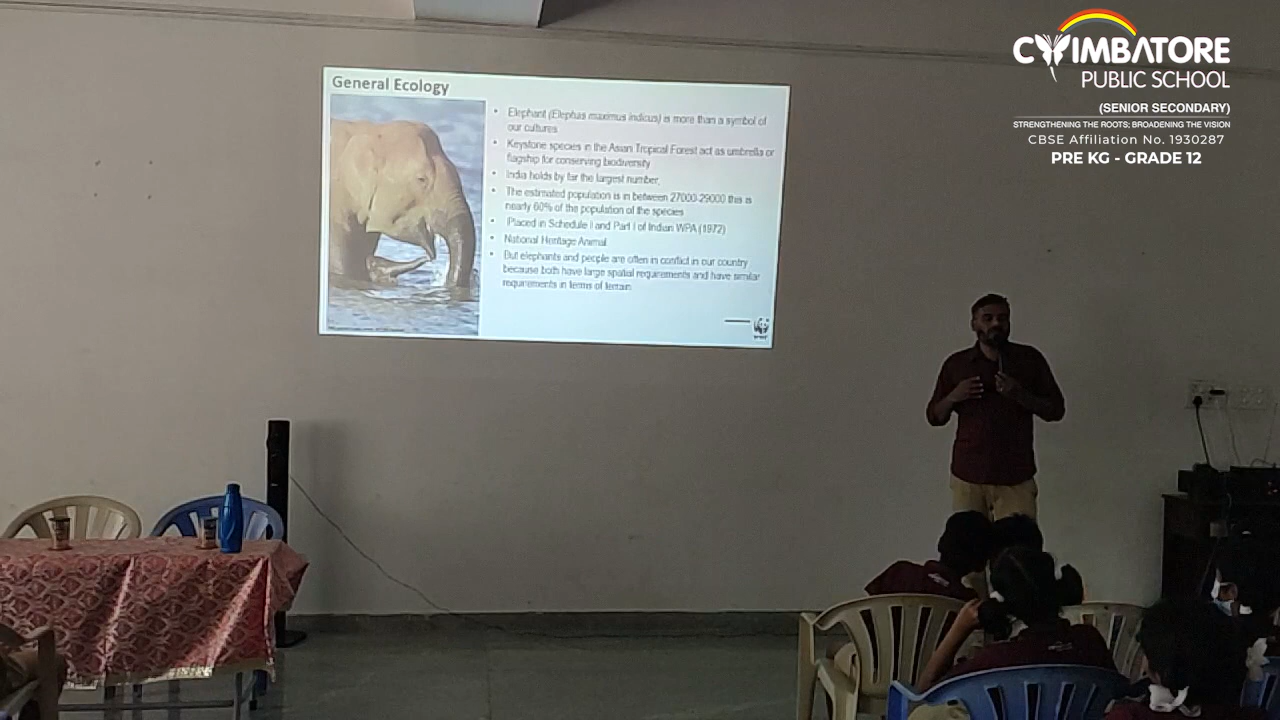 General Ecology
• Elephant (Elephas maximus indicus) is more than a symbol of
our cultures.
• Keystone species in the Asian Tropical Forest act as umbrella or
flagship for conserving biodiversity
• India holds by far the largest number.
• The estimated population is in between 27000-29000 this is
nearly 60% of the population of the species
• Placed in Schedule I and Part I of Indian WPA (1972)
• National Heritage Animal
• But elephants and people are often in conflict in our country
because both have large spatial requirements and have similar
requirements in terms of terrain
WWF
COIMBATORE
PUBLIC SCHOOL
(SENIOR SECONDARY)
STRENGTHENING THE ROOTS; BROADENING THE VISION
CBSE Affiliation No. 1930287
PRE KG - GRADE 12